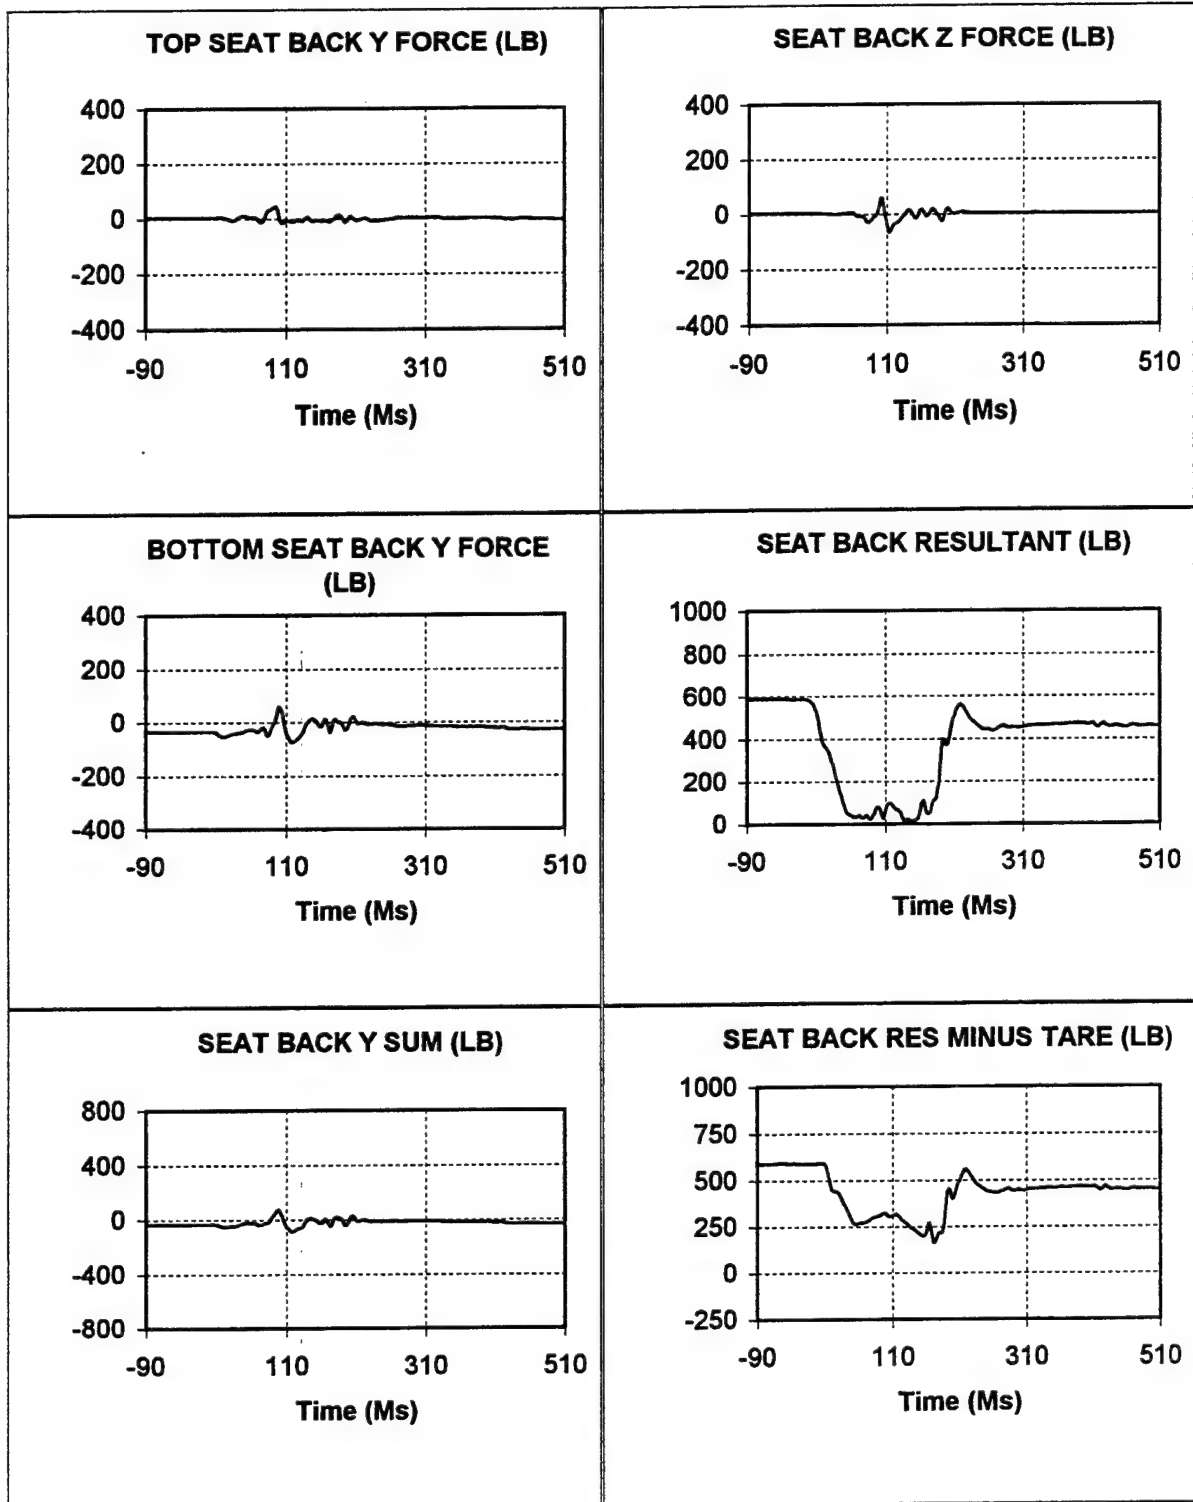 TOP SEAT BACK Y FORCE (LB)
400
200
0
-200
-400
-90 110 310 510
Time (Ms)
SEAT BACK Z FORCE (LB)
400
200
0
-200
-400
-90 110 310 510
Time (Ms)
BOTTOM SEAT BACK Y FORCE
(LB)
400
200
0
-200
-400
-90 110 310 510
Time (Ms)
SEAT BACK RESULTANT (LB)
1000
800
600
400
200
0
-90 110 310 510
Time (Ms)
SEAT BACK Y SUM (LB)
800
400
0
-400
-800
-90 110 310 510
Time (Ms)
SEAT BACK RES MINUS TARE (LB)
1000
750
500
250
0
-250
-90 110 310 510
Time (Ms)